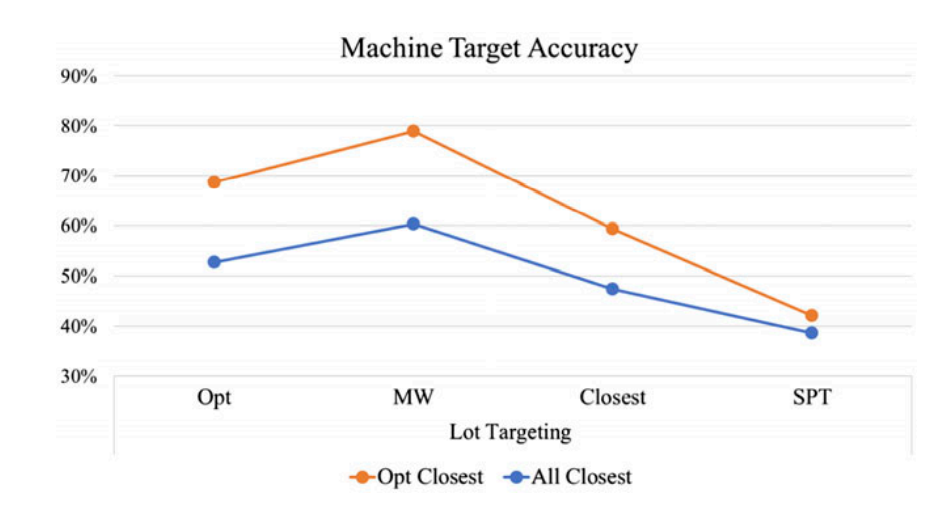 Machine Target Accuracy
90%
80%
70%
60%
50%
40%
30%
Opt MW Closest SPT
Lot Targeting
Opt Closest All Closest